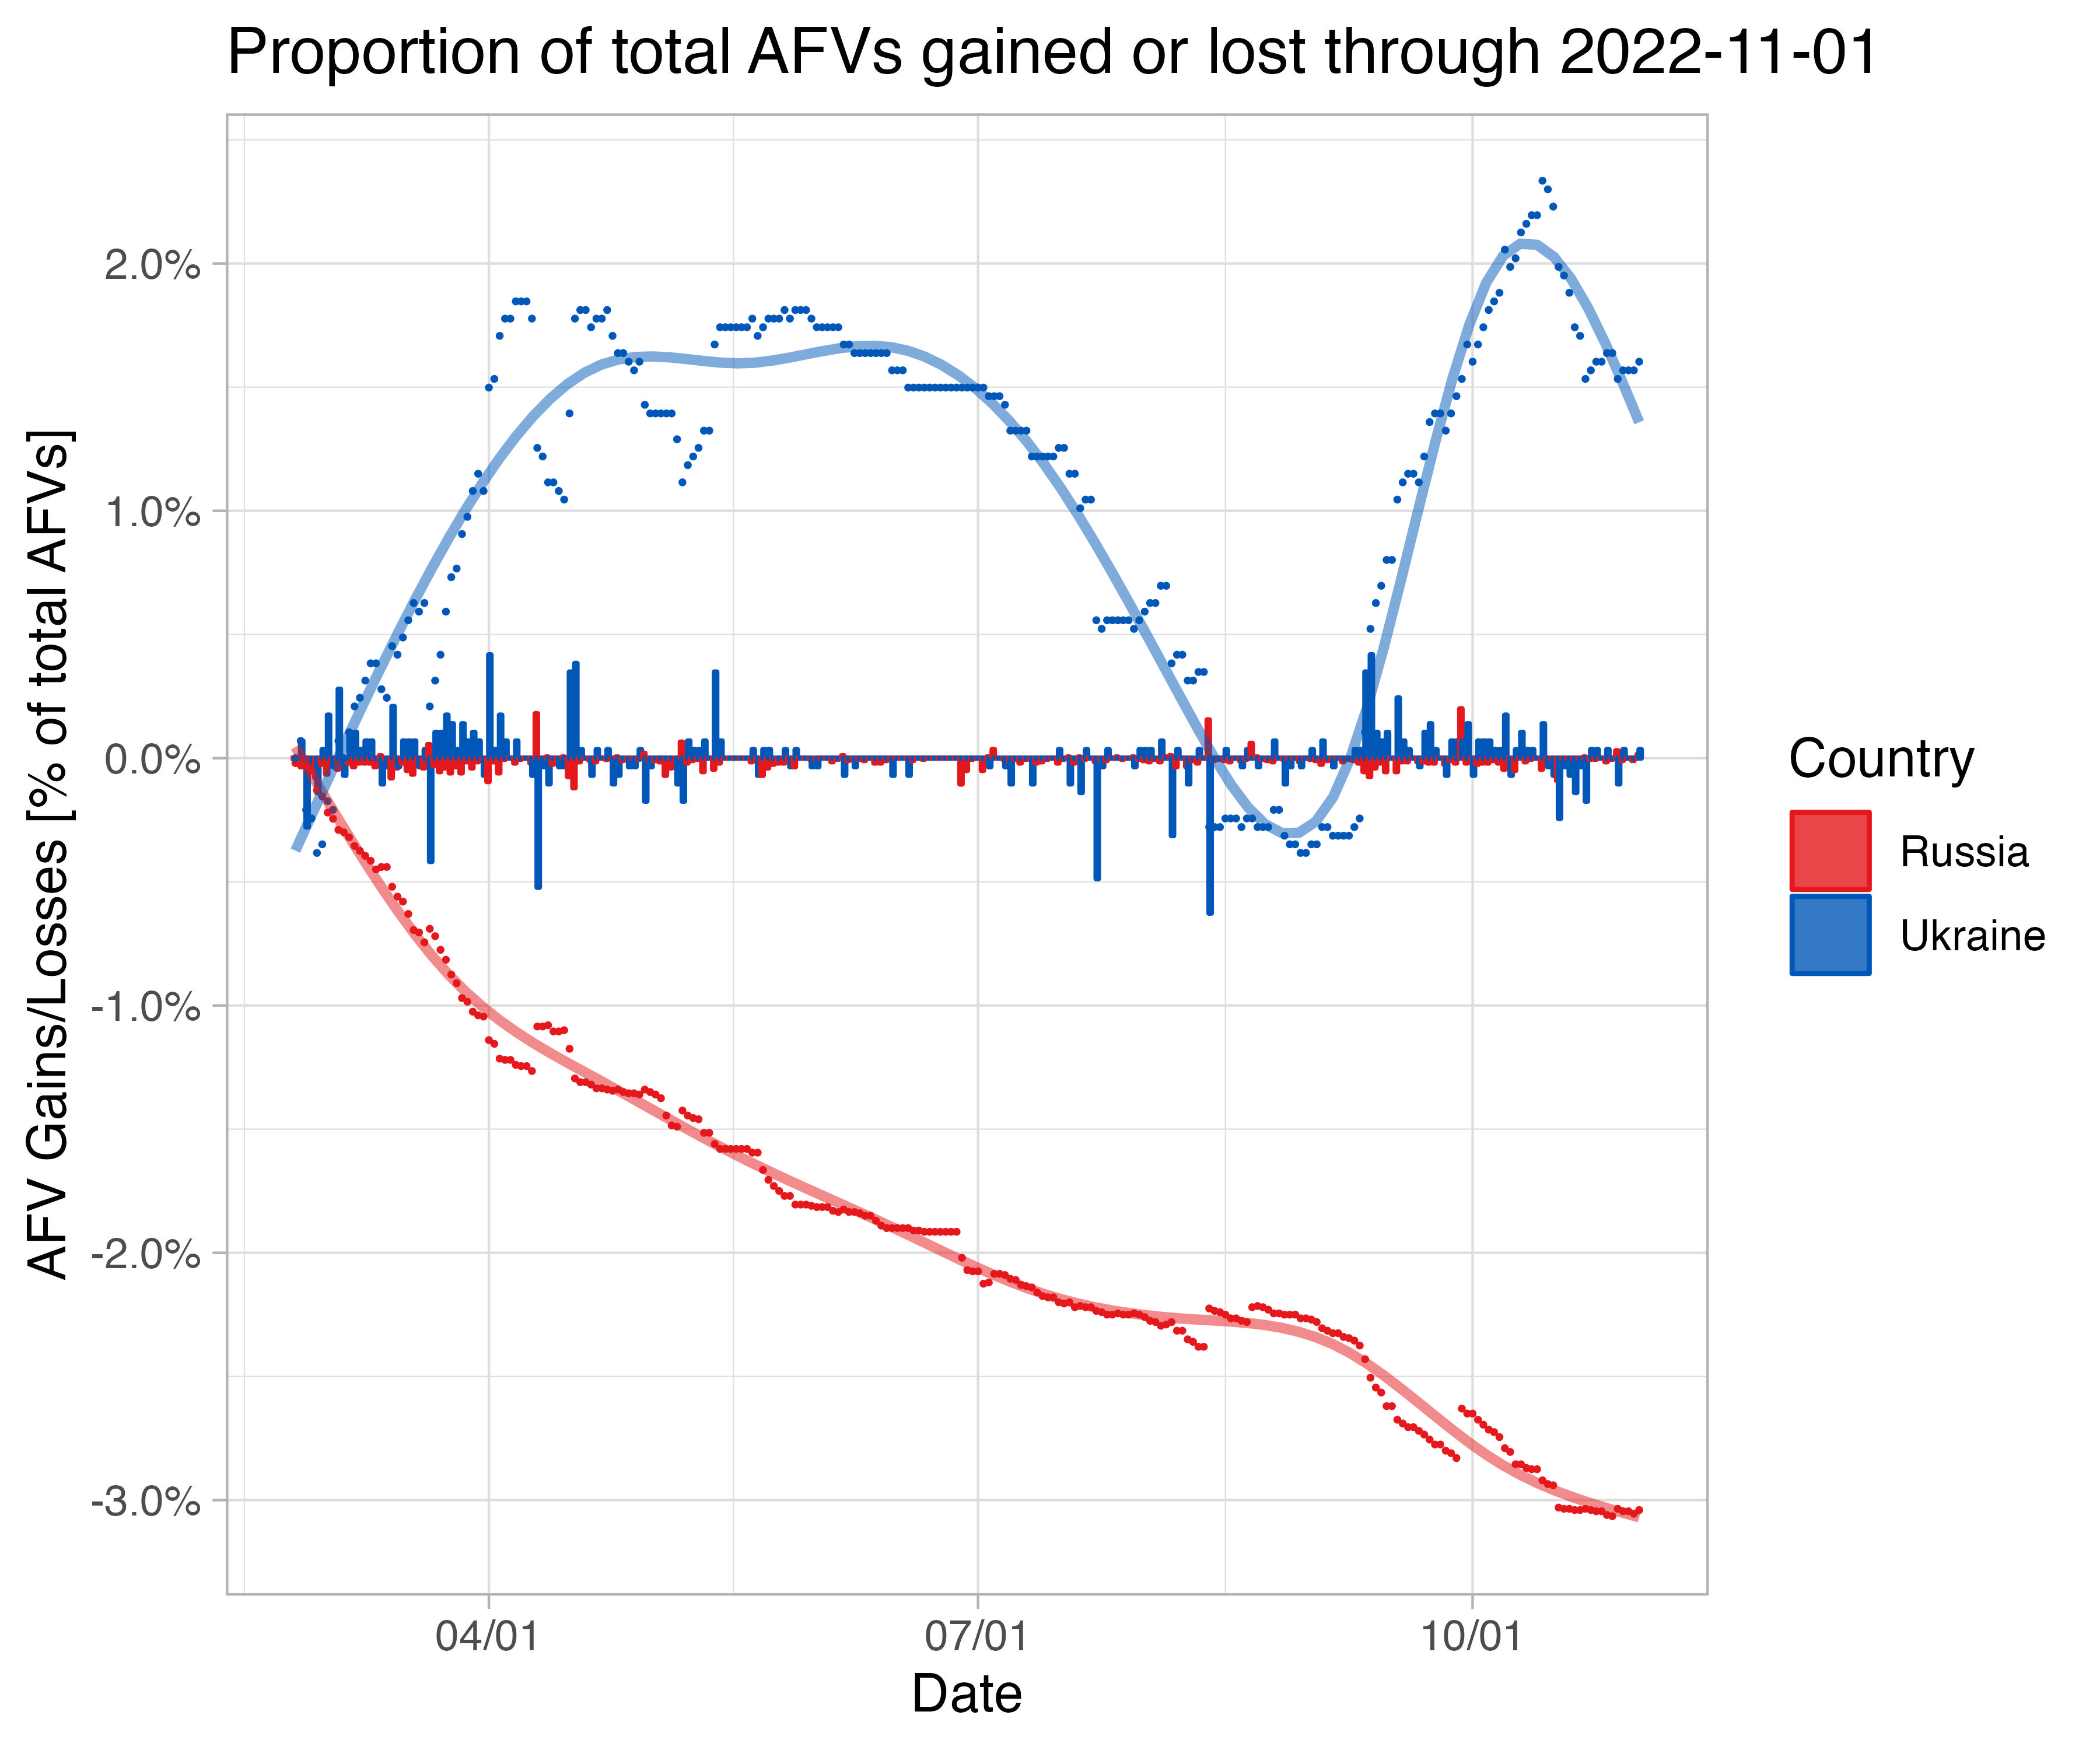 Proportion of total AFVs gained or lost through 2022-11-01
AFV Gains/Losses [% of total AFVs]
2.0%
1.0%
0.0%
-1.0%
-2.0%
-3.0%
04/01
07/01
10/01
Date
Country
Russia
Ukraine